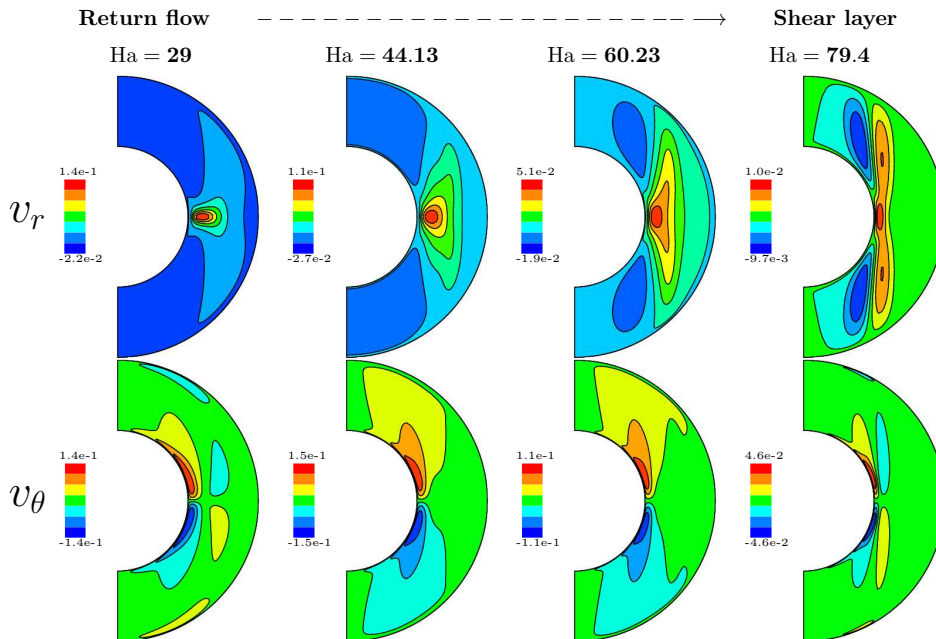 Return flow Shear layer
Ha = 29 Ha = 44.13 Ha = 60.23 Ha = 79.4
1.4e-1 1.1e-1 5.1e-2 1.0e-2
v_r
-2.2e-2 -2.7e-2 -1.9e-2 -9.7e-3
1.4e-1 1.5e-1 1.1e-1 4.6e-2
v_θ
-1.4e-1 -1.5e-1 -1.1e-1 -4.6e-2